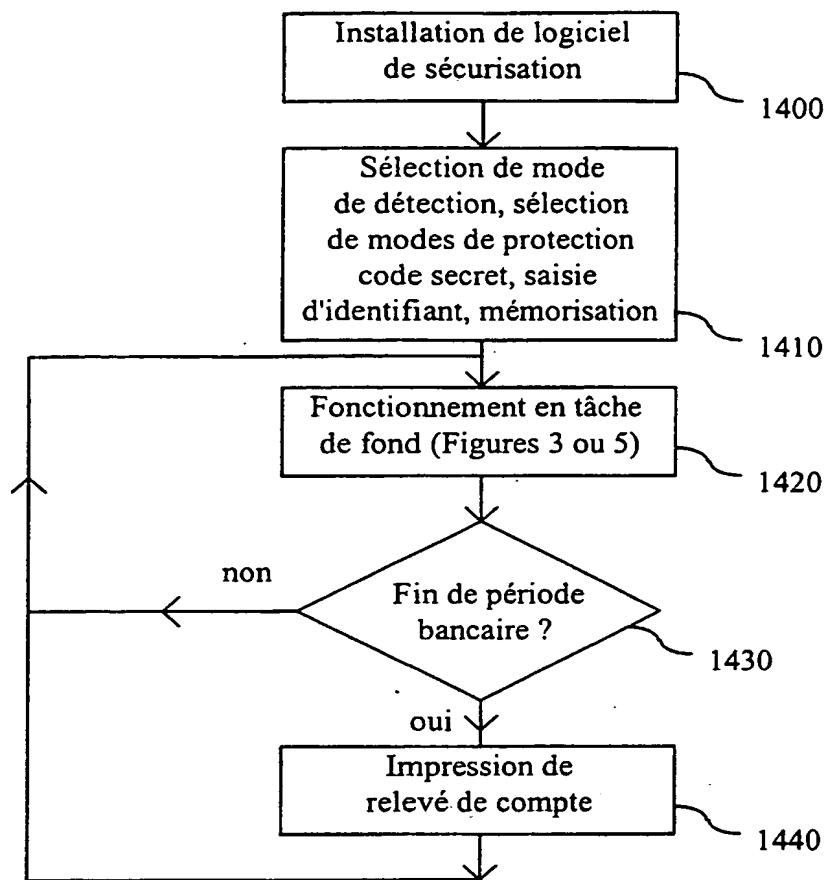 Installation de logiciel
de sécurisation
1400
Sélection de mode
de détection, sélection
de modes de protection
code secret, saisie
d'identifiant, mémorisation
1410
Fonctionnement en tâche
de fond (Figures 3 ou 5)
1420
non
Fin de période
bancaire ?
1430
oui
Impression de
relevé de compte
1440